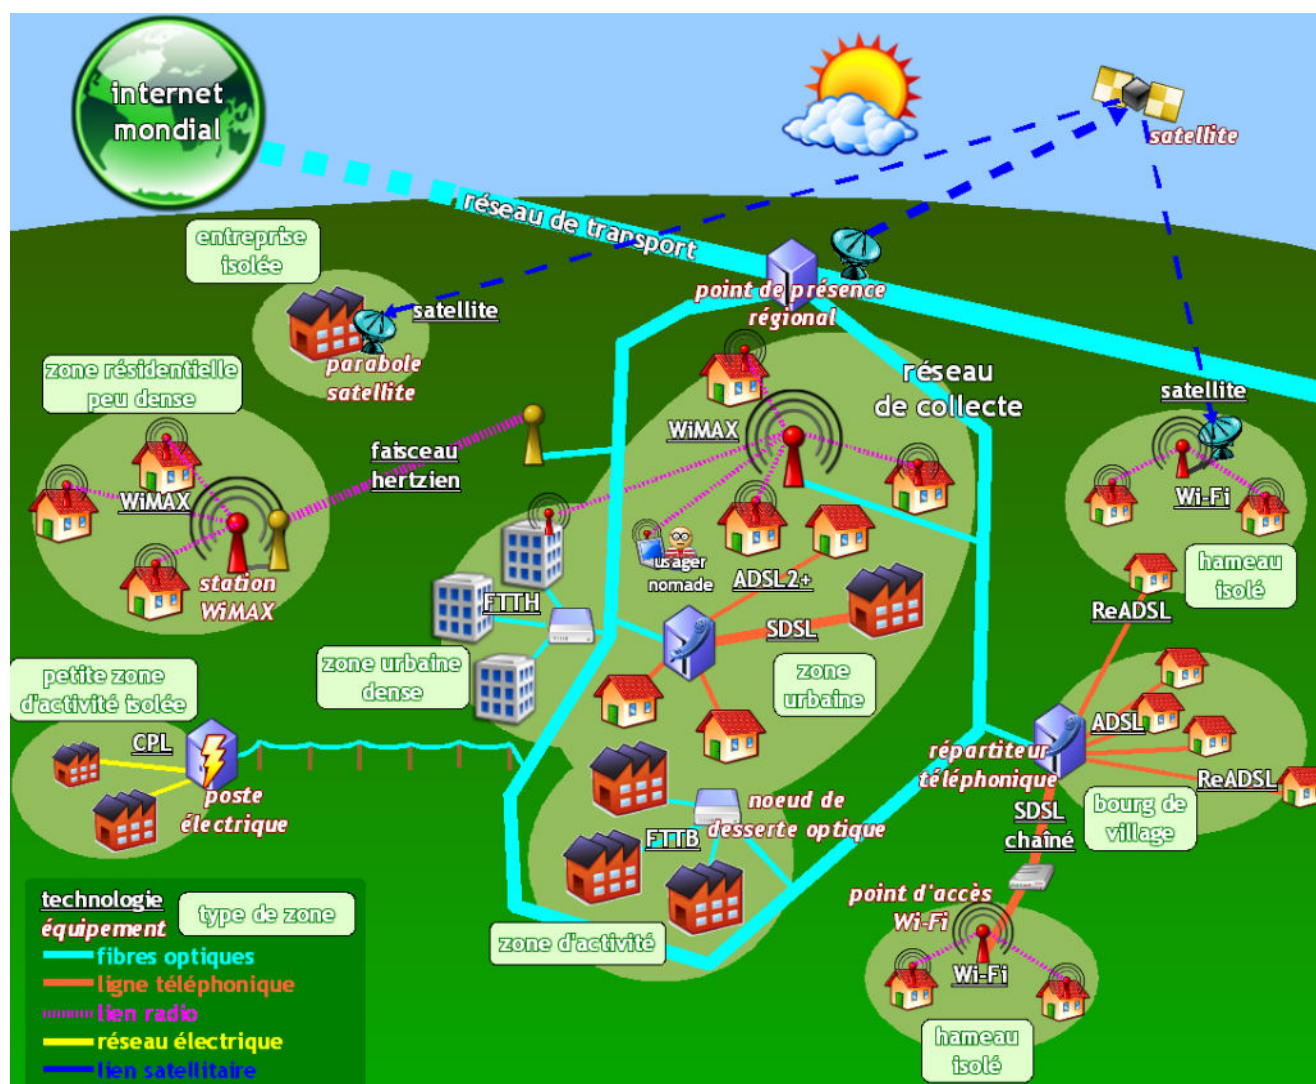 internet
mondial
satellite
réseau de transport
entreprise
isolée
point de présence
régional
satellite
parabole
satellite
zone résidentielle
peu dense
réseau
de collecte
satellite
WiMAX
faisceau
hertzien
WiMAX
Wi-Fi
station
WiMAX
usager
nomade
ADSL2+
hameau
isolé
FTTH
ReADSL
SDSL
zone urbaine
dense
zone
urbaine
petite zone
d'activité isolée
CPL
ADSL
répartiteur
téléphonique
ReADSL
poste
électrique
noeud de
desserte optique
FTTB
SDSL
chaîné
bourg de
village
technologie
équipement
type de zone
point d'accès
Wi-Fi
zone d'activité
fibres optiques
ligne téléphonique
Wi-Fi
lien radio
réseau électrique
hameau
isolé
lien satellitaire